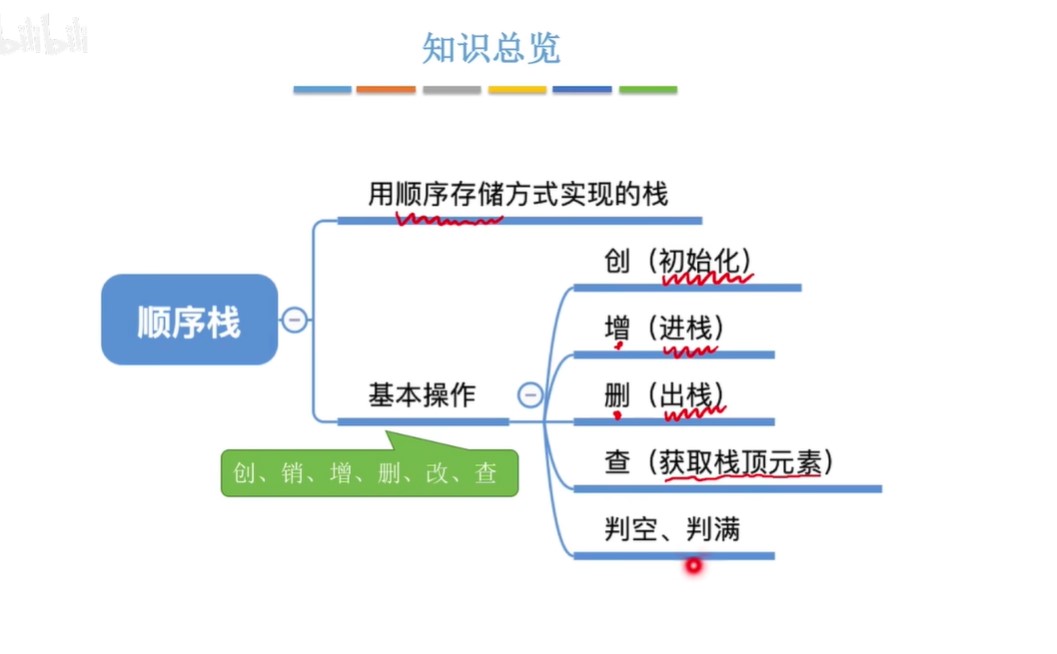 bilibili
知识总览
用顺序存储方式实现的栈
创（初始化）
增（进栈）
顺序栈
删（出栈）
基本操作
创、销、增、删、改、查
查（获取栈顶元素）
判空、判满